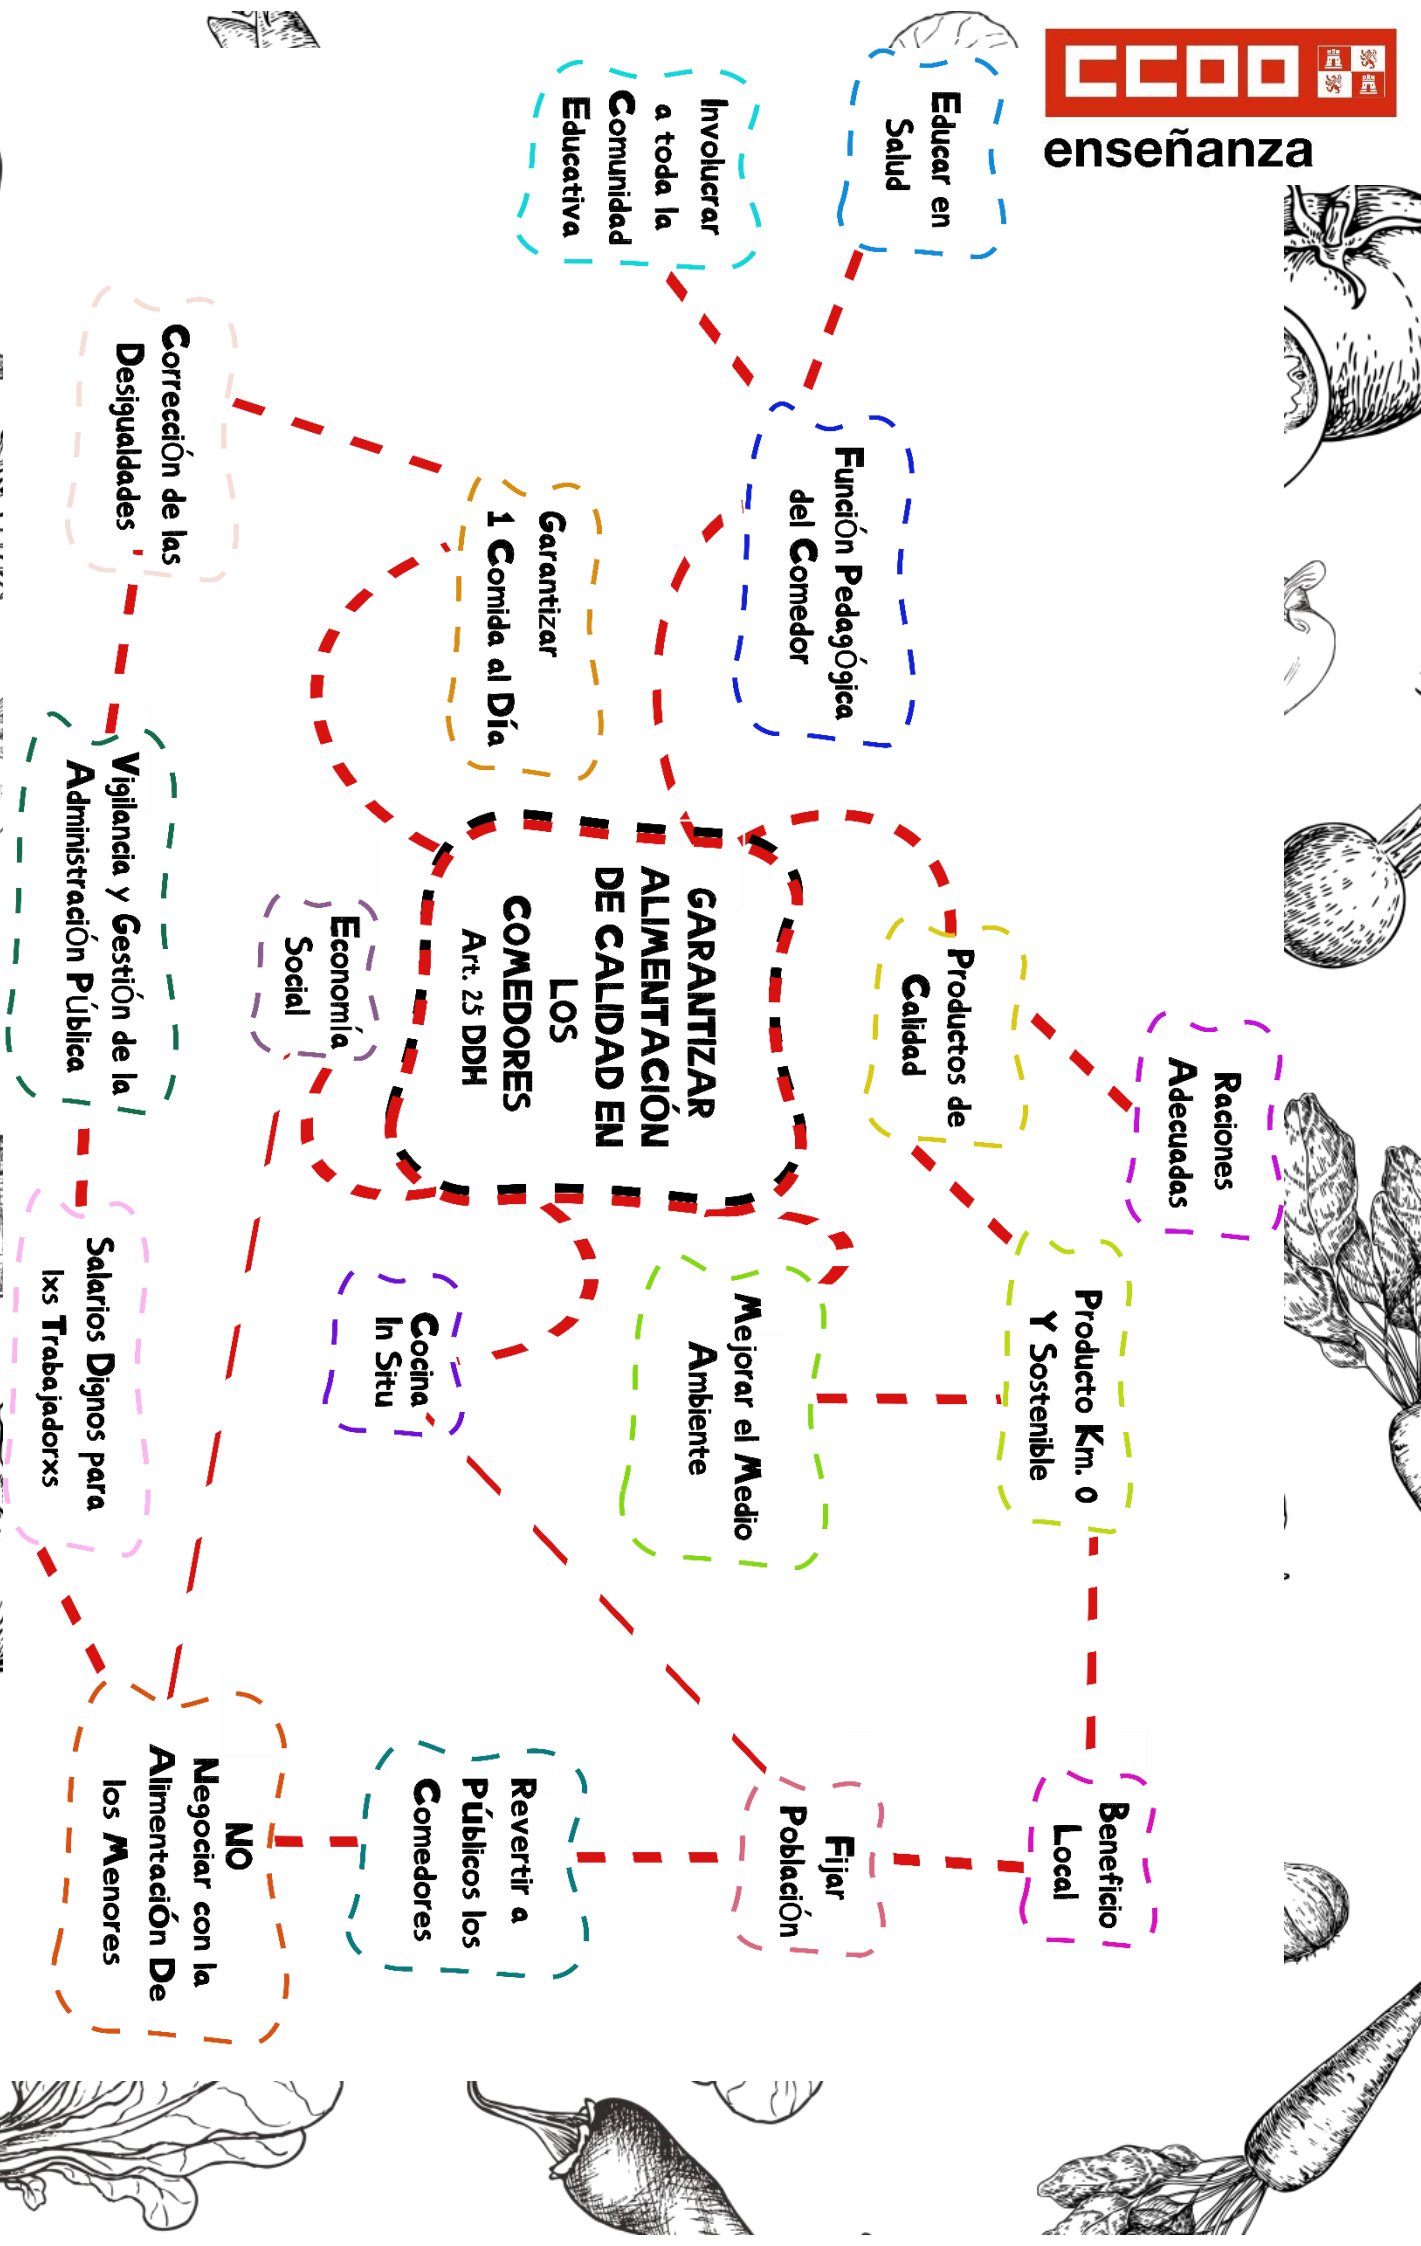 CCOO
enseñanza
Educar en
Salud
Involucrar
a toda la
Comunidad
Educativa
FunciÓn PedagÓgica
del Comedor
Garantizar
1 Comida al Día
CorrecciÓn de las
Desigualdades
Vigilancia y GestiÓn de la
AdministraciÓn PÚblica
GARANTIZAR
ALIMENTACIÓN
DE CALIDAD EN
LOS
COMEDORES
Art. 25 DDH
Economía
Social
Productos de
Calidad
Raciones
Adecuadas
Producto Km. 0
Y Sostenible
Mejorar el Medio
Ambiente
Cocina
In Situ
Salarios Dignos para
lxs Trabajadorxs
Beneficio
Local
Fijar
PoblaciÓn
Revertir a
PÚblicos los
Comedores
NO
Negociar con la
AlimentaciÓn De
los Menores